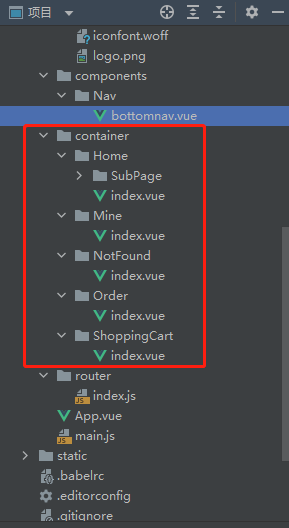 项目
iconfont.woff
logo.png
components
Nav
bottomnav.vue
container
Home
SubPage
index.vue
Mine
index.vue
NotFound
index.vue
Order
index.vue
ShoppingCart
index.vue
router
index.js
App.vue
main.js
static
.babelrc
.editorconfig
.gitignore